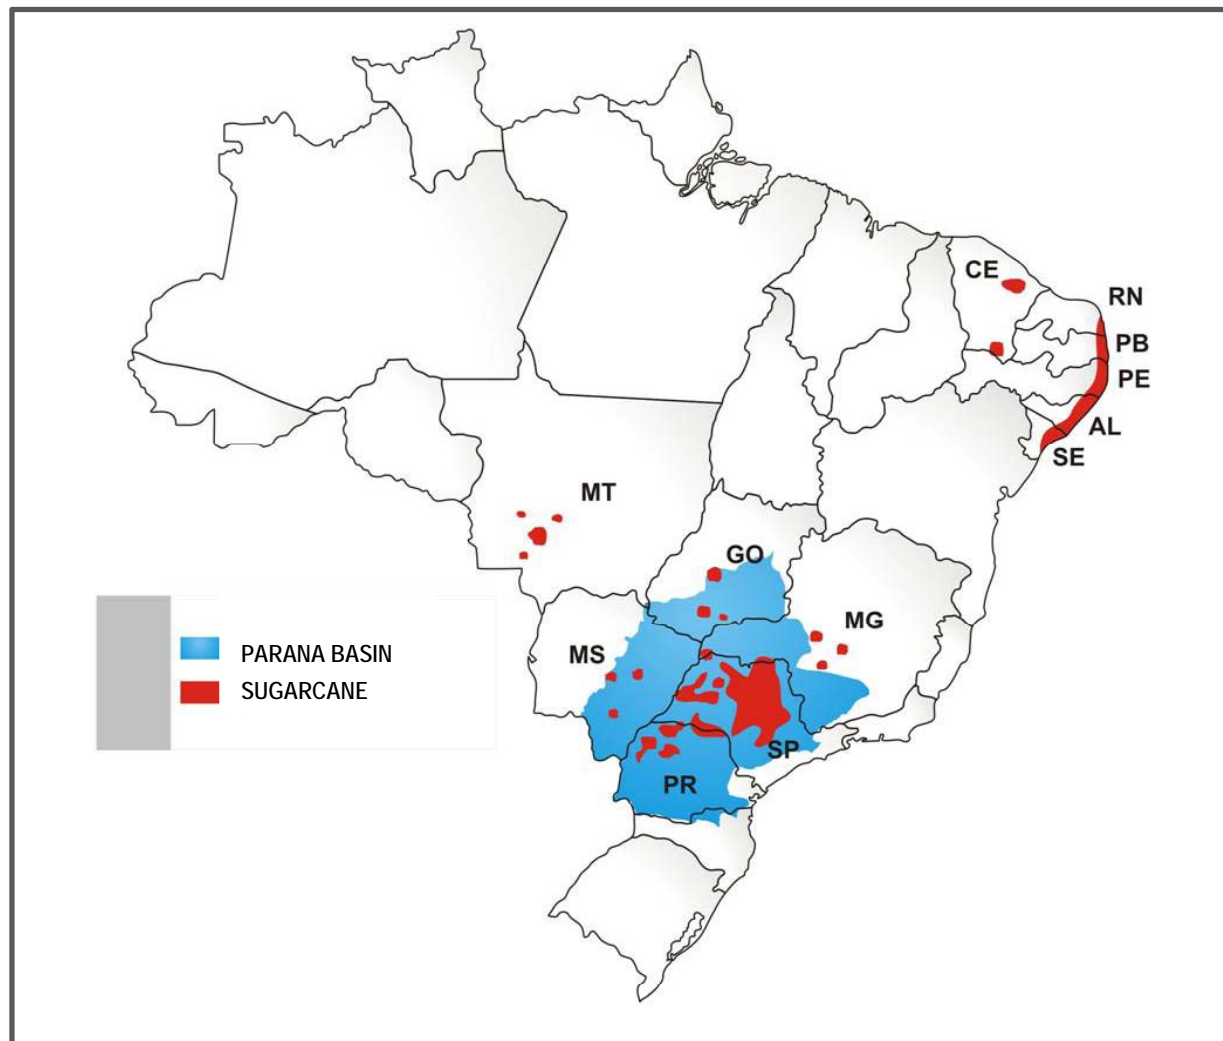 CE
RN
PB
PE
AL
SE
MT
GO
MG
MS
PARANA BASIN
SUGARCANE
SP
PR